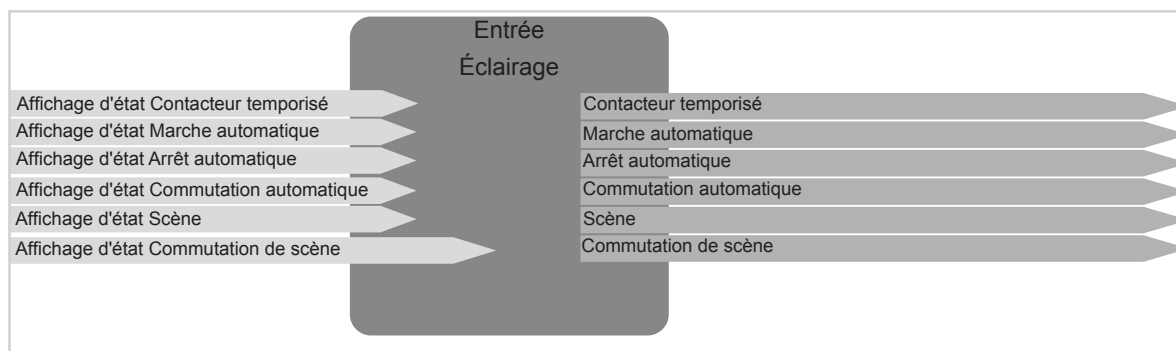 Entrée
Éclairage
Affichage d'état Contacteur temporisé
Affichage d'état Marche automatique
Affichage d'état Arrêt automatique
Affichage d'état Commutation automatique
Affichage d'état Scène
Affichage d'état Commutation de scène
Contacteur temporisé
Marche automatique
Arrêt automatique
Commutation automatique
Scène
Commutation de scène